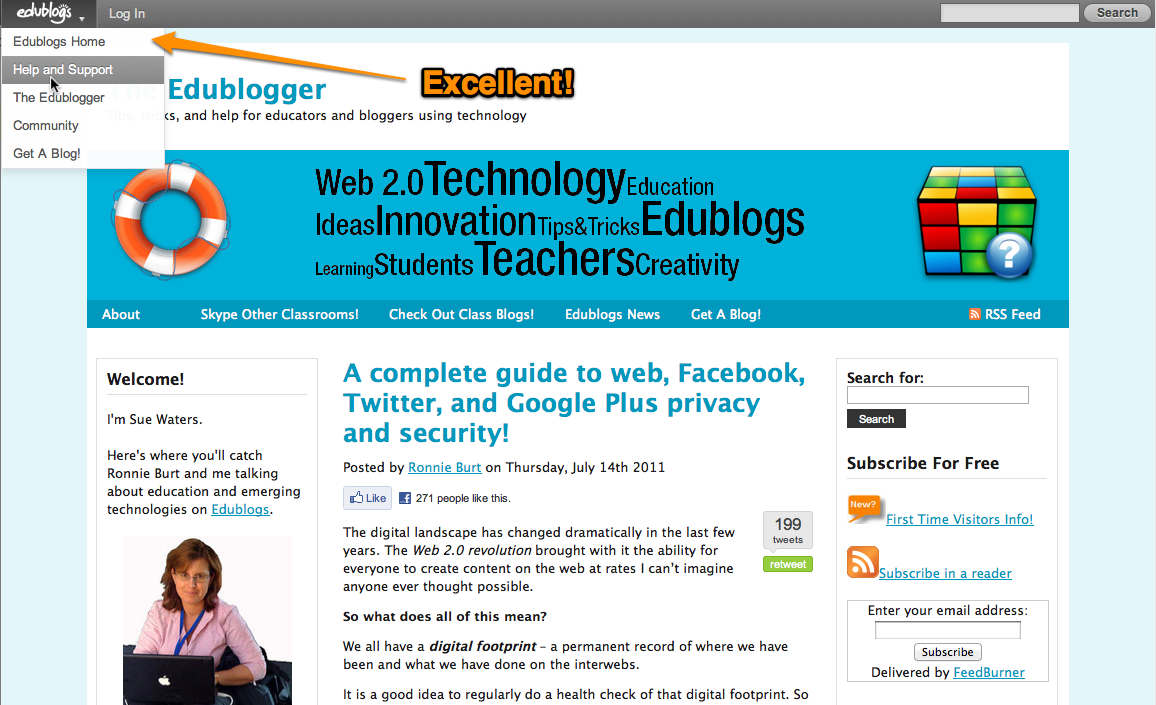 edublogs Log In Search
Edublogs Home
Help and Support
The Edublogger
Community
Get A Blog!
Excellent!
The Edublogger
Tips, tricks, and help for educators and bloggers using technology
Web 2.0 Technology Education
Ideas Innovation Tips&Tricks Edublogs
Learning Students Teachers Creativity
?
About Skype Other Classrooms! Check Out Class Blogs! Edublogs News Get A Blog! RSS Feed
Welcome!
I'm Sue Waters.
Here's where you'll catch
Ronnie Burt and me talking
about education and emerging
technologies on Edublogs.
A complete guide to web, Facebook,
Twitter, and Google Plus privacy
and security!
Posted by Ronnie Burt on Thursday, July 14th 2011
Like 271 people like this.
199
tweets
retweet
The digital landscape has changed dramatically in the last few
years. The Web 2.0 revolution brought with it the ability for
everyone to create content on the web at rates I can't imagine
anyone ever thought possible.
So what does all of this mean?
We all have a digital footprint – a permanent record of where we have
been and what we have done on the interwebs.
It is a good idea to regularly do a health check of that digital footprint. So
Search for:
Search
Subscribe For Free
New?
First Time Visitors Info!
Subscribe in a reader
Enter your email address:
Subscribe
Delivered by FeedBurner